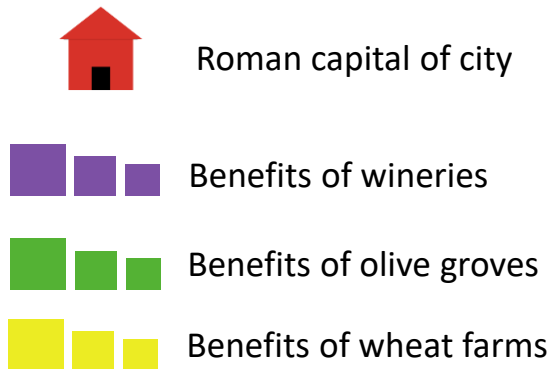 Roman capital of city
Benefits of wineries
Benefits of olive groves
Benefits of wheat farms